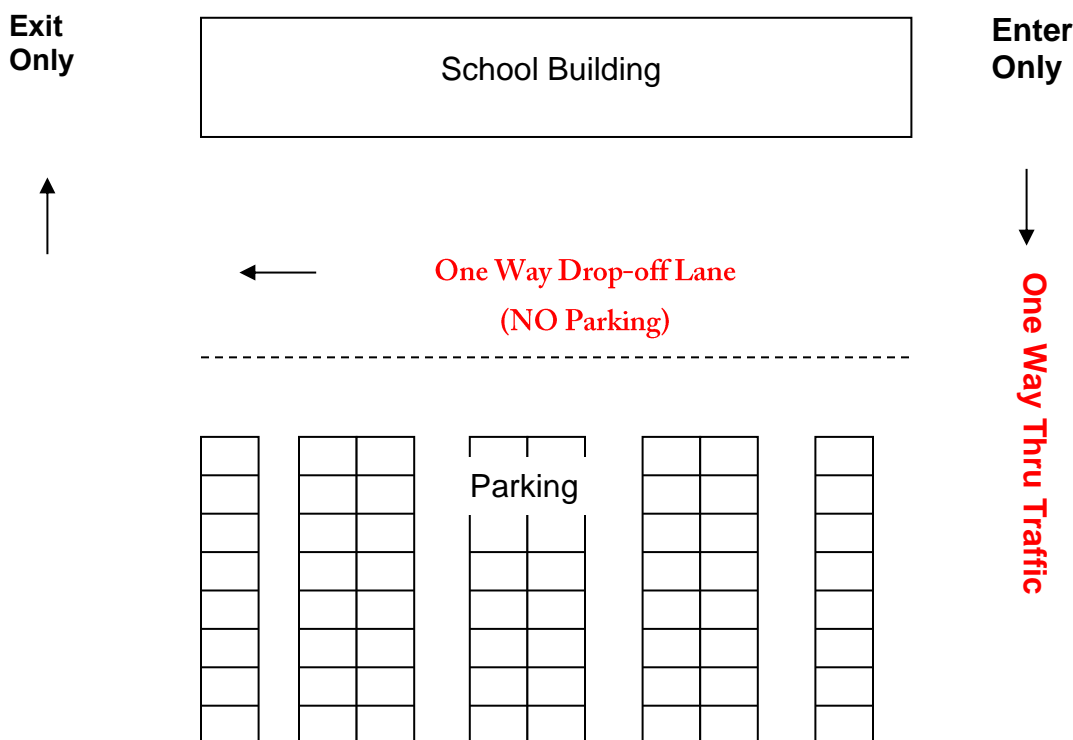 Exit
Only
School Building
Enter
Only
One Way Drop-off Lane
(NO Parking)
One Way Thru Traffic
Parking